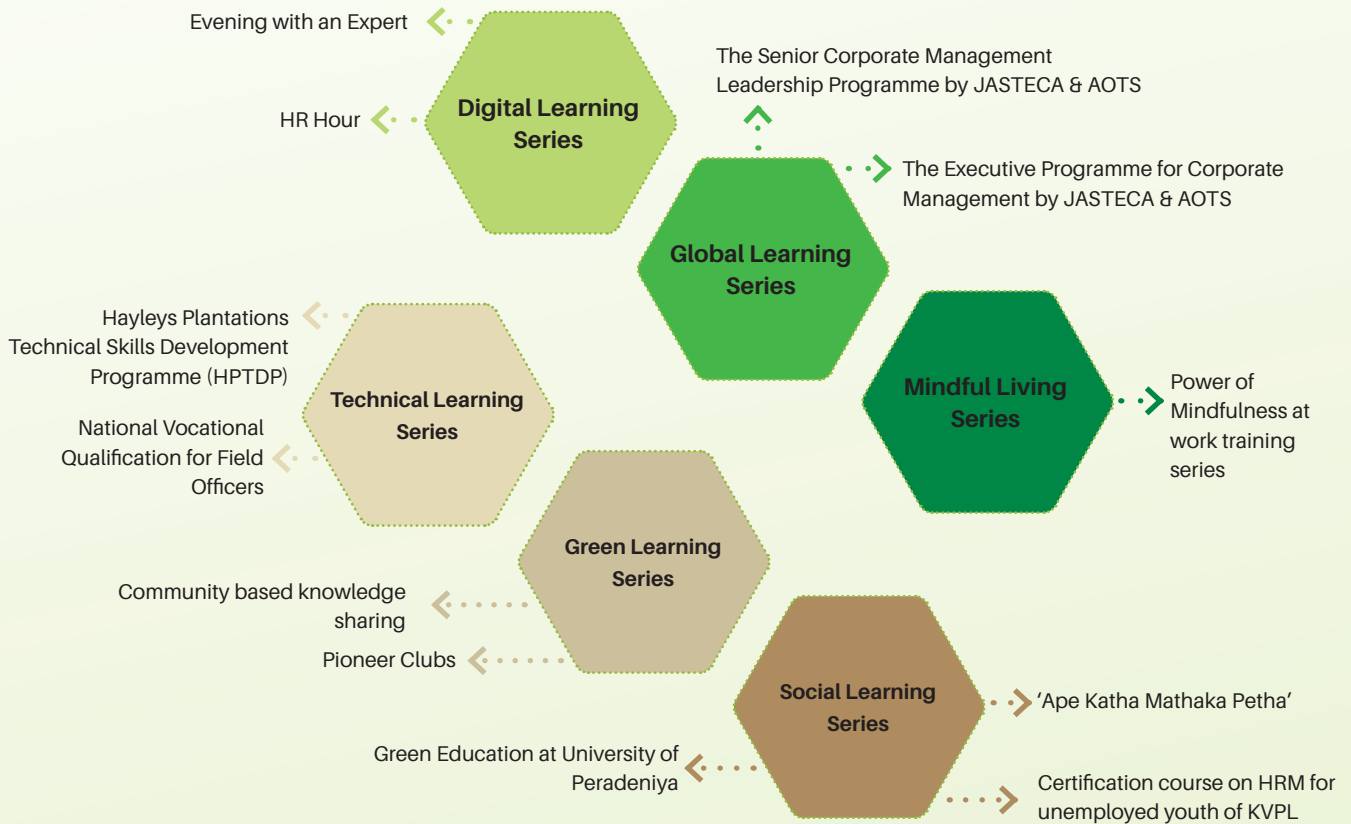 Evening with an Expert
HR Hour
Digital Learning
Series
The Senior Corporate Management
Leadership Programme by JASTECA & AOTS
The Executive Programme for Corporate
Management by JASTECA & AOTS
Global Learning
Series
Hayleys Plantations
Technical Skills Development
Programme (HPTDP)
National Vocational
Qualification for Field
Officers
Technical Learning
Series
Mindful Living
Series
Power of
Mindfulness at
work training
series
Green Learning
Series
Community based knowledge
sharing
Pioneer Clubs
Social Learning
Series
'Ape Katha Mathaka Petha'
Green Education at University of
Peradeniya
Certification course on HRM for
unemployed youth of KVPL